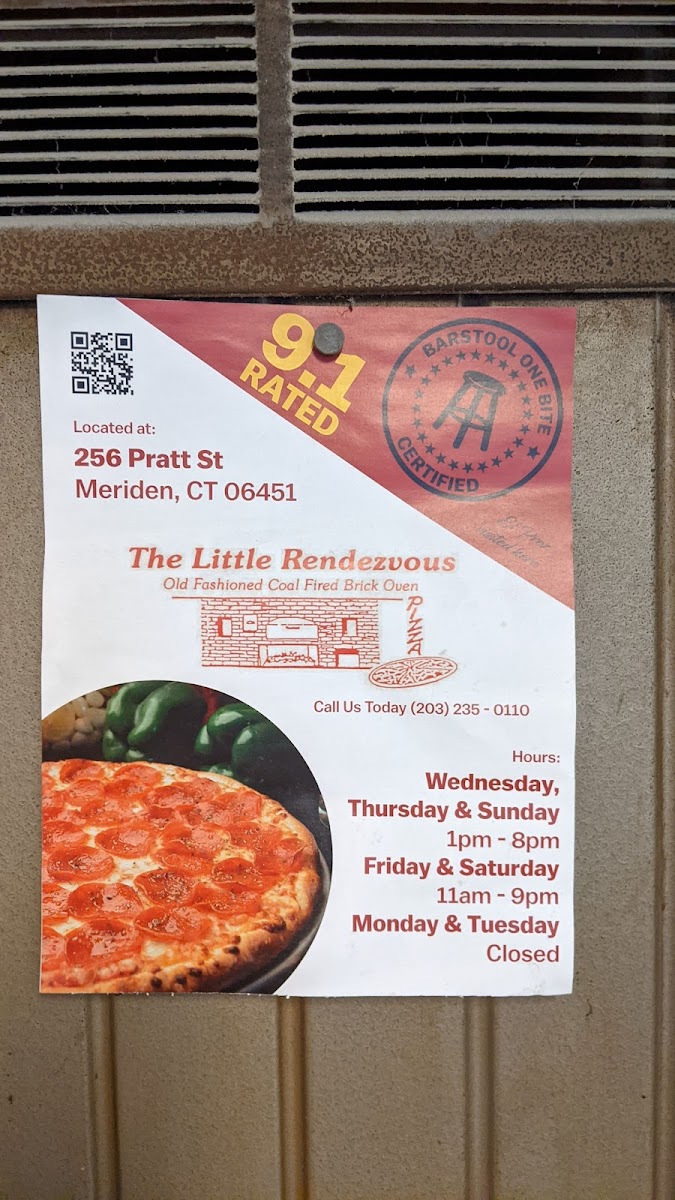 9.1
RATED
BARSTOOL ONE BITE
CERTIFIED
Located at:
256 Pratt St
Meriden, CT 06451
The Little Rendezvous
Old Fashioned Coal Fired Brick Oven
PIZZA
Call Us Today (203) 235 - 0110
Hours:
Wednesday,
Thursday & Sunday
1pm - 8pm
Friday & Saturday
11am - 9pm
Monday & Tuesday
Closed